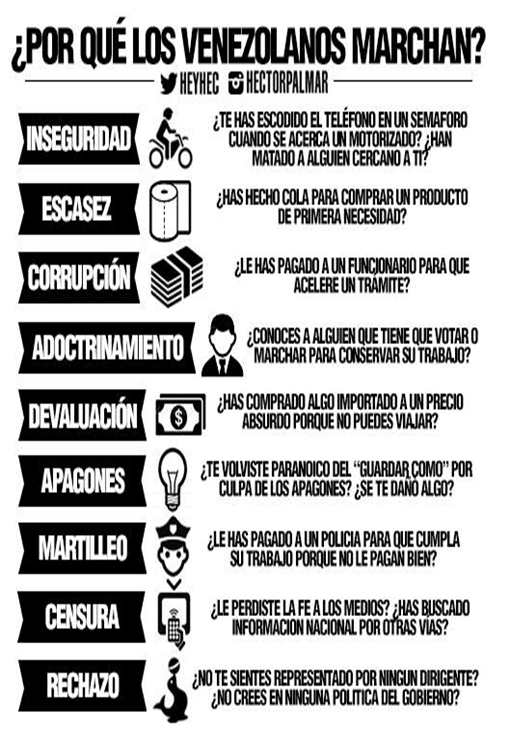 ¿POR QUÉ LOS VENEZOLANOS MARCHAN?
HEYHEC HECTORPALMAR
INSEGURIDAD
¿TE HAS ESCODIDO EL TELÉFONO EN UN SEMAFORO
CUANDO SE ACERCA UN MOTORIZADO? ¿HAN
MATADO A ALGUIEN CERCANO A TI?
ESCASEZ
¿HAS HECHO COLA PARA COMPRAR UN PRODUCTO
DE PRIMERA NECESIDAD?
CORRUPCIÓN
¿LE HAS PAGADO A UN FUNCJONARIO PARA QUE
ACELERE UN TRÁMITE?
ADOCTRINAMIENTO
¿CONOCES A ALGUIEN QUE TIENE QUE VOTAR O
MARCHAR PARA CONSERVAR SU TRABAJO?
DEVALUACIÓN
¿HAS COMPRADO ALGO IMPORTADO A UN PRECIO
ABSURDO PORQUE NO PUEDES VIAJAR?
APAGONES
¿TE VOLVISTE PARANOICO DEL “GUARDAR COMO” POR
CULPA DE LOS APAGONES? ¿SE TE DAÑÓ ALGO?
MARTILLEO
¿LE HAS PAGADO A UN POLICIA PARA QUE CUMPLA
SU TRABAJO PORQUE NO LE PAGAN BIEN?
CENSURA
¿LE PERDISTE LA FE A LOS MEDIOS? ¿HAS BUSCADO
INFORMACION NACIONAL POR OTRAS VÍAS?
RECHAZO
¿NO TE SIENTES REPRESENTADO POR NINGUN DIRIGENTE?
¿NO CREES EN NINGUNA POLITICA DEL GOBIERNO?